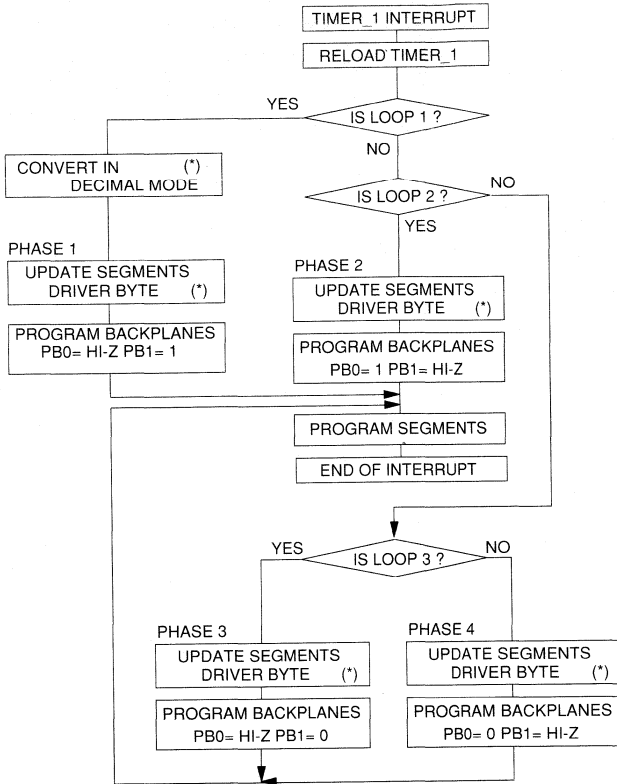 TIMER_1 INTERRUPT
RELOAD TIMER_1
YES
IS LOOP 1 ?
NO
CONVERT IN (*)
DECIMAL MODE
IS LOOP 2 ?
NO
YES
PHASE 1
UPDATE SEGMENTS
DRIVER BYTE (*)
PROGRAM BACKPLANES
PB0= HI-Z PB1= 1
PHASE 2
UPDATE SEGMENTS
DRIVER BYTE (*)
PROGRAM BACKPLANES
PB0= 1 PB1= HI-Z
PROGRAM SEGMENTS
END OF INTERRUPT
YES
IS LOOP 3 ?
NO
PHASE 3
UPDATE SEGMENTS
DRIVER BYTE (*)
PROGRAM BACKPLANES
PB0= HI-Z PB1= 0
PHASE 4
UPDATE SEGMENTS
DRIVER BYTE (*)
PROGRAM BACKPLANES
PB0= 0 PB1= HI-Z